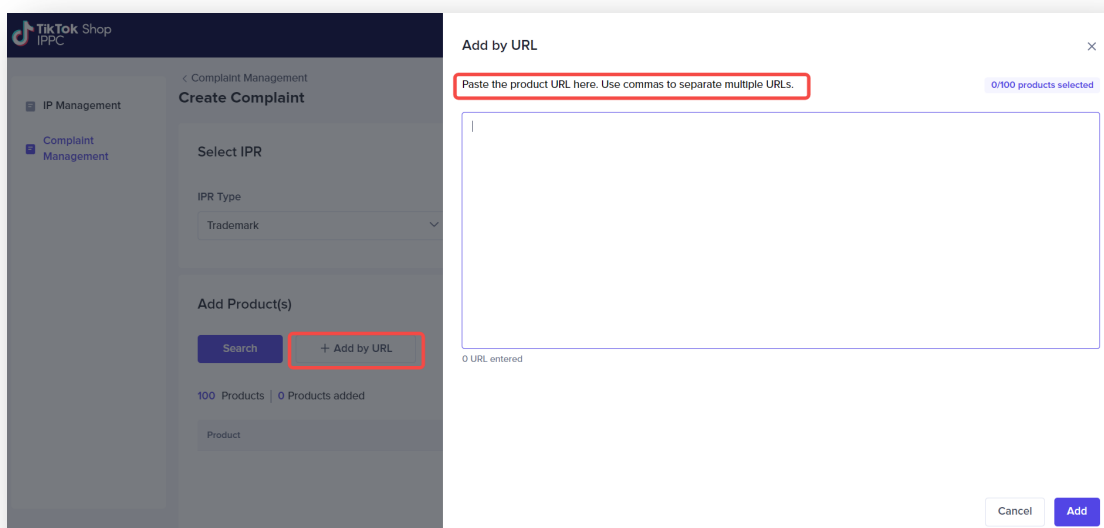 TikTok Shop
IPPC
IP Management
Complaint
Management
< Complaint Management
Create Complaint
Select IPR
IPR Type
Trademark
Add Product(s)
Search
+ Add by URL
100 Products | 0 Products added
Product
Add by URL
Paste the product URL here. Use commas to separate multiple URLs.
0/100 products selected
0 URL entered
Cancel
Add